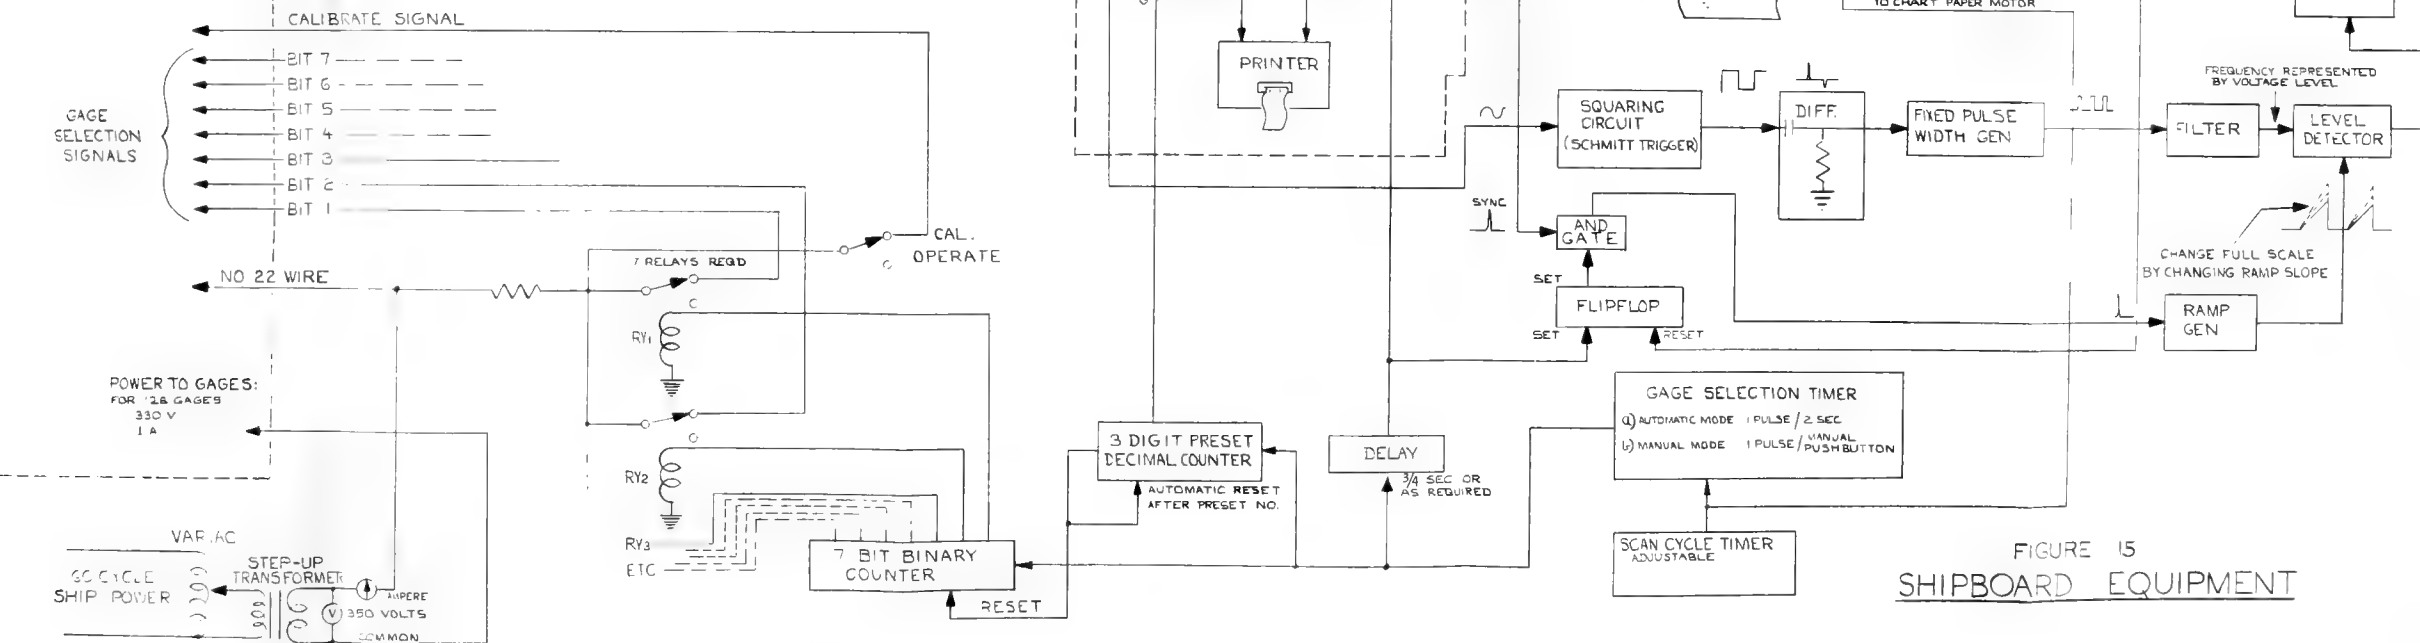 CALIBRATE SIGNAL
BIT 7
BIT 6
BIT 5
BIT 4
BIT 3
BIT 2
BIT 1
GAGE
SELECTION
SIGNALS
NO 22 WIRE
POWER TO GAGES:
FOR 128 GAGES
330 V
1 A
VARIAC
STEP-UP
TRANSFORMER
60 CYCLE
SHIP POWER
AMPERE
V
350 VOLTS
COMMON
CAL.
OPERATE
7 RELAYS REQD
RY1
RY2
RY3
ETC
7 BIT BINARY
COUNTER
RESET
PRINTER
3 DIGIT PRESET
DECIMAL COUNTER
AUTOMATIC RESET
AFTER PRESET NO.
DELAY
3/4 SEC OR
AS REQUIRED
TO CHART PAPER MOTOR
SQUARING
CIRCUIT
(SCHMITT TRIGGER)
DIFF.
FIXED PULSE
WIDTH GEN
FILTER
FREQUENCY REPRESENTED
BY VOLTAGE LEVEL
LEVEL
DETECTOR
SYNC
AND
GATE
SET
FLIPFLOP
SET
RESET
CHANGE FULL SCALE
BY CHANGING RAMP SLOPE
RAMP
GEN
GAGE SELECTION TIMER
a) AUTOMATIC MODE 1 PULSE/2 SEC
b) MANUAL MODE 1 PULSE/MANUAL
PUSHBUTTON
SCAN CYCLE TIMER
ADJUSTABLE
FIGURE 15
SHIPBOARD EQUIPMENT